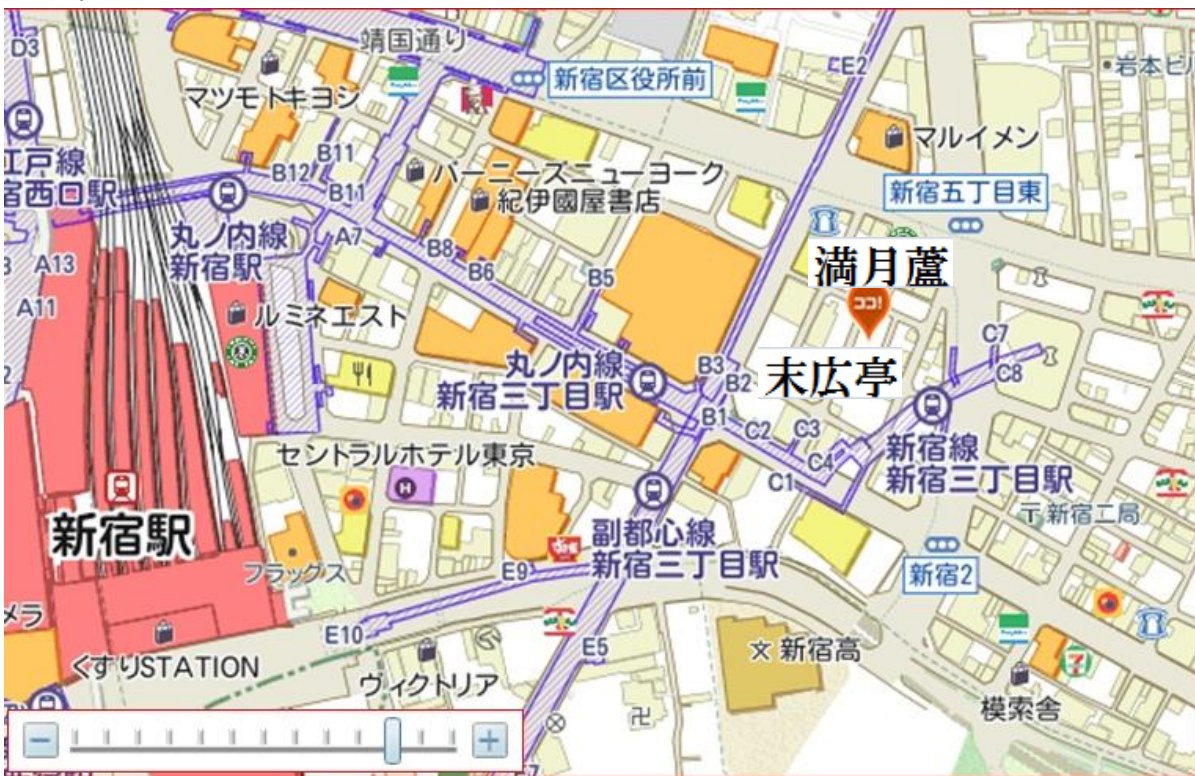 D3
靖国通り
E2
岩本ビ
新宿区役所前
マツモトキヨシ
マルイメン
江戸線
宿西口駅
B11
B12
B11
バーニーズニューヨーク
紀伊國屋書店
新宿五丁目東
丸ノ内線
新宿駅
A7
B8
B6
B5
A13
A11
満月蘆
ココ!
ルミネエスト
末広亭
丸ノ内線
新宿三丁目駅
B3
B2
B1
C7
C8
C2
C3
C4
C1
新宿線
新宿三丁目駅
セントラルホテル東京
H
新宿駅
副都心線
新宿三丁目駅
〒新宿二局
新宿2
フラッグス
E9
メラ
E10
くすりSTATION
ヴィクトリア
E5
文 新宿高
卍
7
模索舎
E7